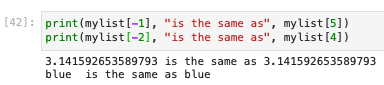 [42]: print(mylist[-1], "is the same as", mylist[5])
print(mylist[-2], "is the same as", mylist[4])
3.141592653589793 is the same as 3.141592653589793
blue  is the same as blue